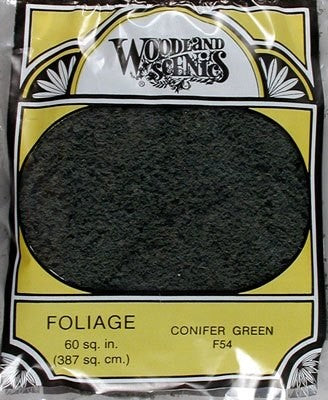 WOODLAND
SCENICS
®
FOLIAGE
60 sq. in.
(387 sq. cm.)
CONIFER GREEN
F54